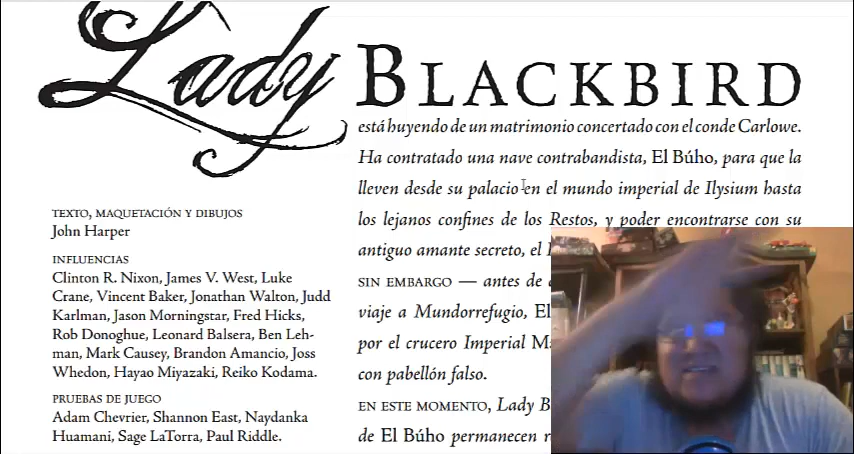 Lady BLACKBIRD
está huyendo de un matrimonio concertado con el conde Carlowe.
Ha contratado una nave contrabandista, El Búho, para que la
lleven desde su palacio en el mundo imperial de Ilysium hasta
los lejanos confines de los Restos, y poder encontrarse con su
antiguo amante secreto, el
SIN EMBARGO — antes de
viaje a Mundorrefugio, El
por el crucero Imperial
con pabellón falso.
EN ESTE MOMENTO, Lady
de El Búho permanecen
TEXTO, MAQUETACIÓN Y DIBUJOS
John Harper
INFLUENCIAS
Clinton R. Nixon, James V. West, Luke
Crane, Vincent Baker, Jonathan Walton, Judd
Karlman, Jason Morningstar, Fred Hicks,
Rob Donoghue, Leonard Balsera, Ben Leh-
man, Mark Causey, Brandon Amancio, Joss
Whedon, Hayao Miyazaki, Reiko Kodama.
PRUEBAS DE JUEGO
Adam Chevrier, Shannon East, Naydanka
Huamani, Sage LaTorra, Paul Riddle.